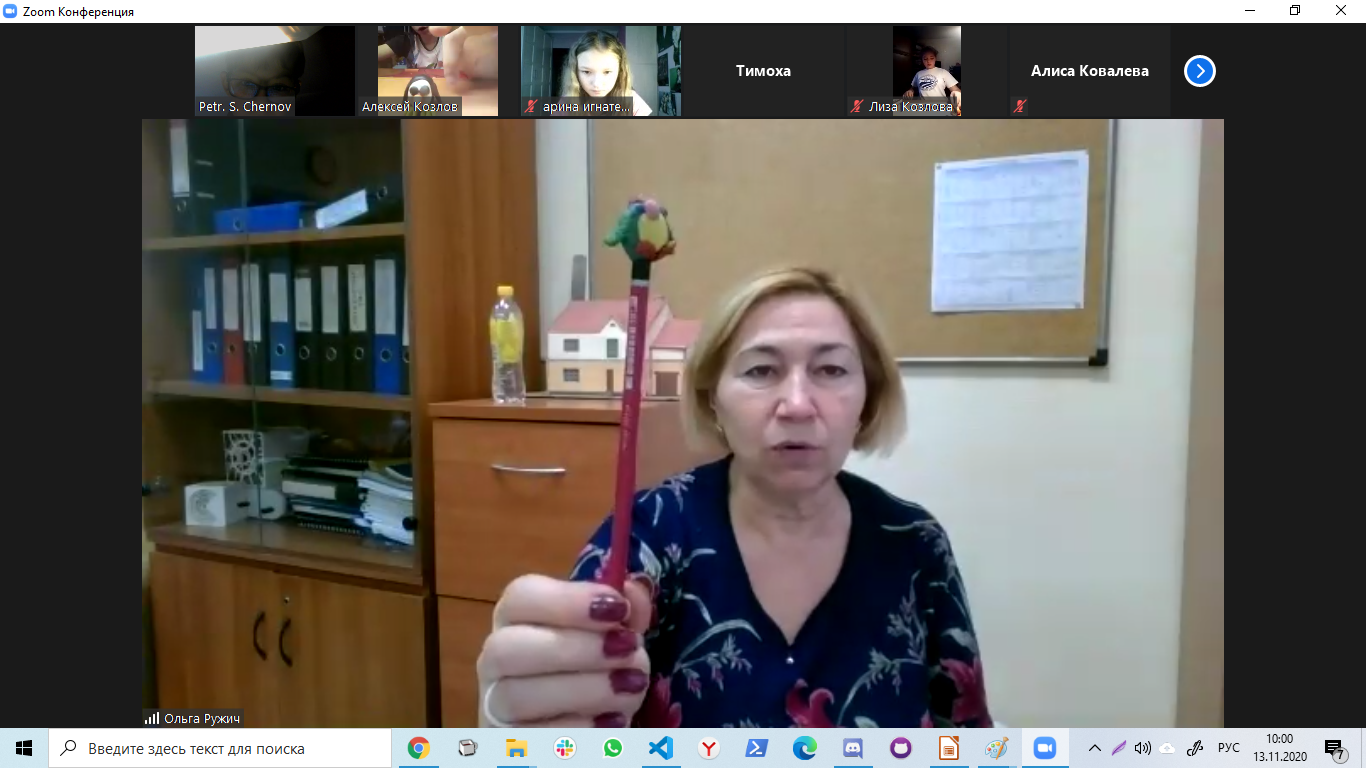 Zoom Конференция
Petr. S. Chernov
Алексей Козлов
арина игнате...
Тимоха
Лиза Козлова
Алиса Ковалева
Ольга Ружич
Введите здесь текст для поиска
РУС
10:00
13.11.2020
7